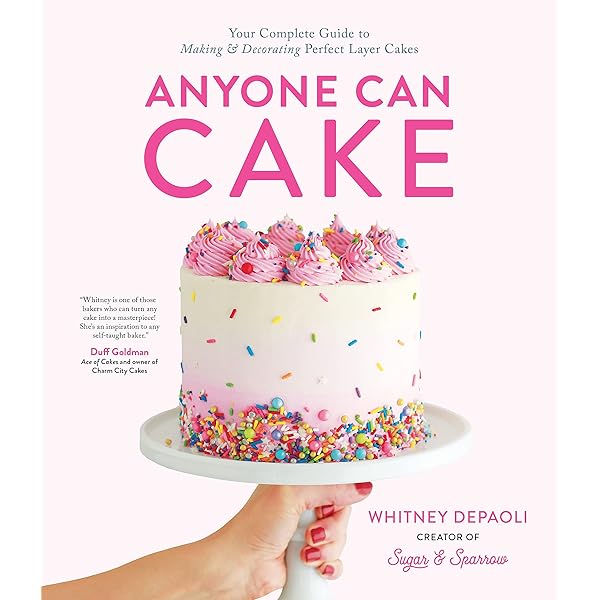 Your Complete Guide to
Making & Decorating Perfect Layer Cakes
ANYONE CAN
CAKE
"Whitney is one of those
bakers who can turn any
cake into a masterpiece!
She's an inspiration to any
self-taught baker."
Duff Goldman
Ace of Cakes and owner of
Charm City Cakes
WHITNEY DEPAOLI
CREATOR OF
Sugar & Sparrow